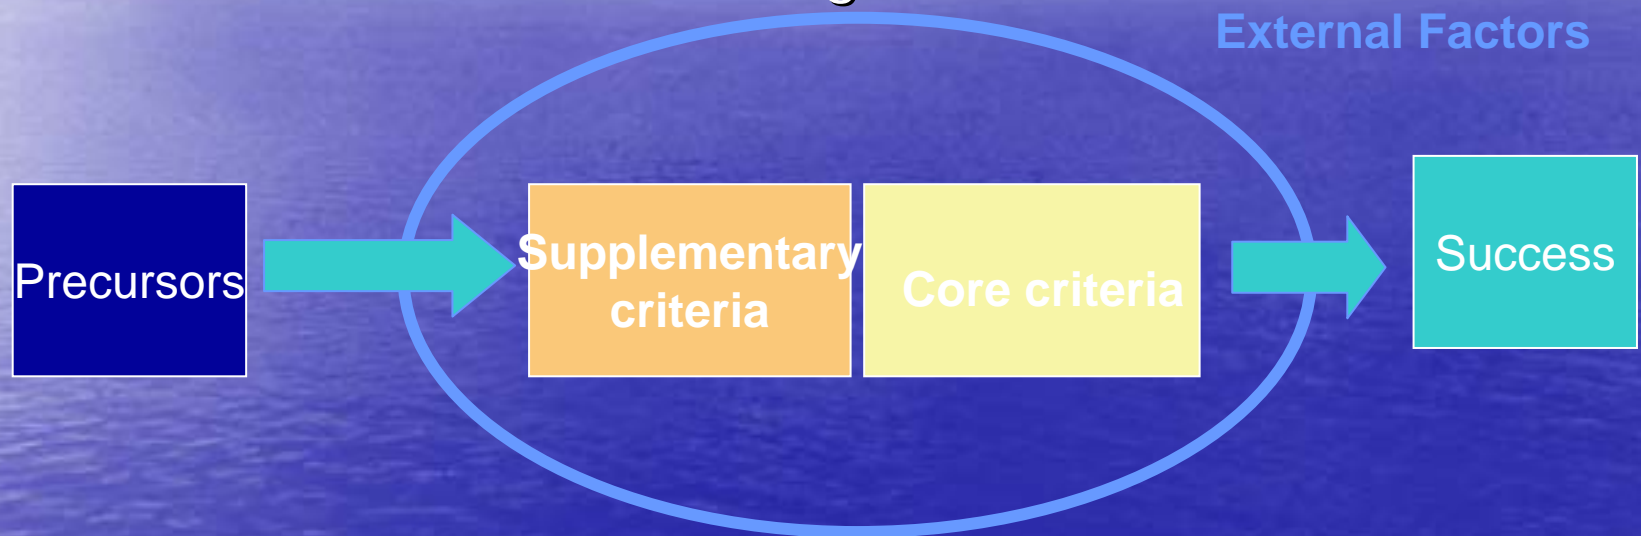 External Factors
Precursors
Supplementary
criteria
Core criteria
Success